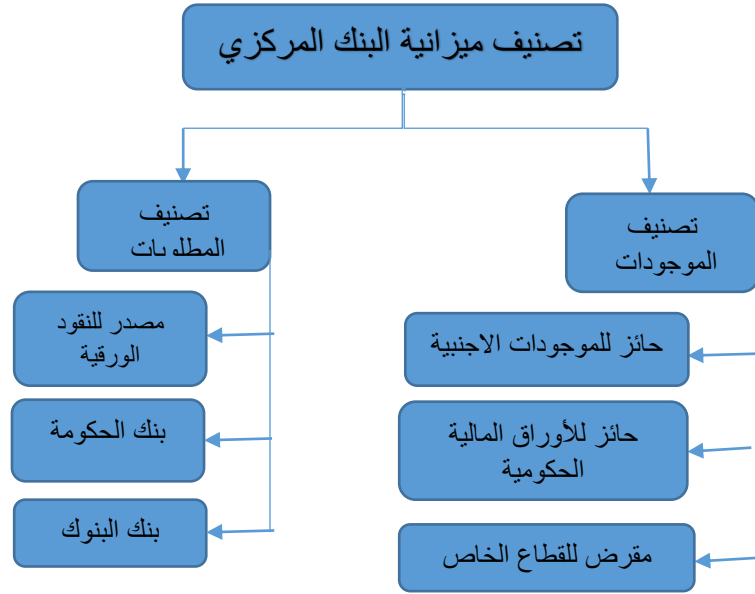 تصنيف ميزانية البنك المركزي
تصنيف
الموجودات
حائز للموجودات الاجنبية
حائز للأوراق المالية
الحكومية
مقرض للقطاع الخاص
تصنيف
المطلوبات
مصدر للنقود
الورقية
بنك الحكومة
بنك البنوك